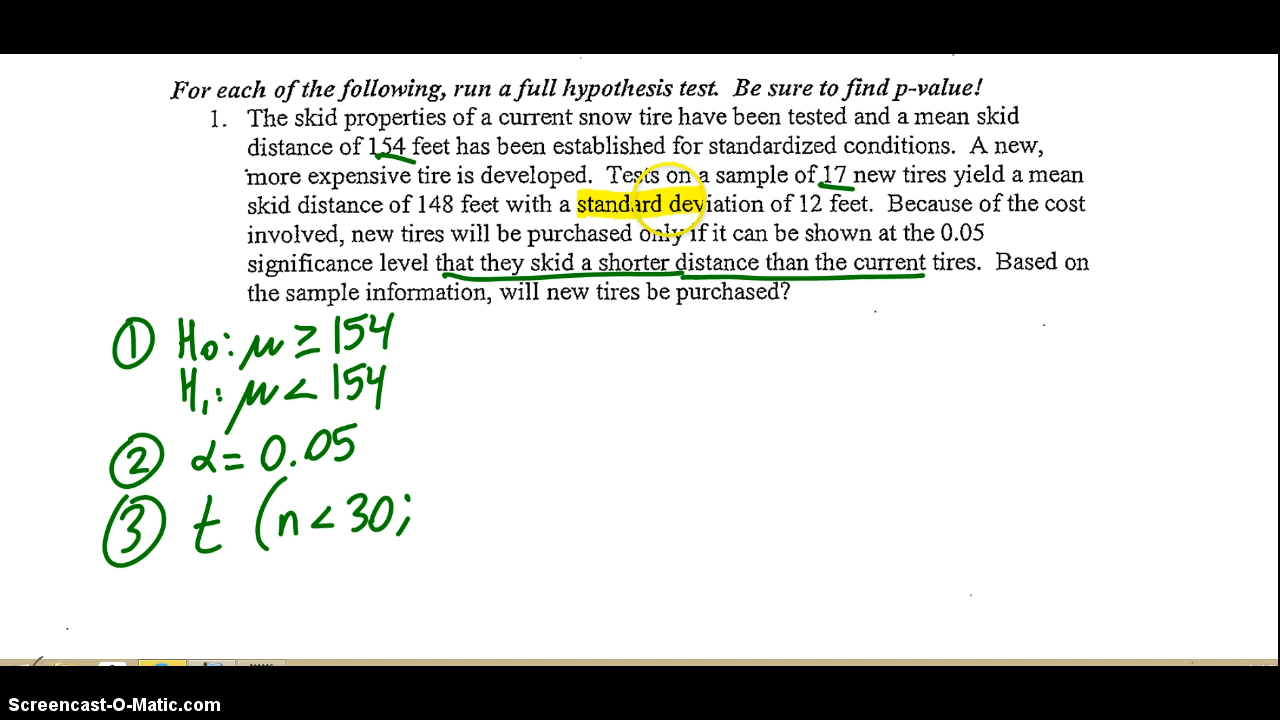 For each of the following, run a full hypothesis test. Be sure to find p-value!
1. The skid properties of a current snow tire have been tested and a mean skid
distance of 154 feet has been established for standardized conditions. A new,
more expensive tire is developed. Tests on a sample of 17 new tires yield a mean
skid distance of 148 feet with a standard deviation of 12 feet. Because of the cost
involved, new tires will be purchased only if it can be shown at the 0.05
significance level that they skid a shorter distance than the current tires. Based on
the sample information, will new tires be purchased?
① H₀: μ ≥ 154
H₁: μ < 154
② α = 0.05
③ t (n < 30;
Screencast-O-Matic.com